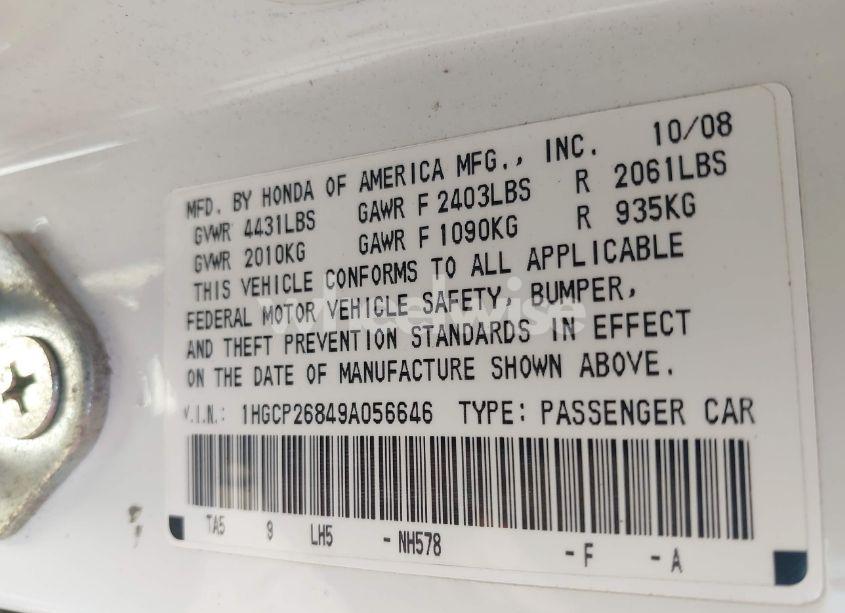 MFD. BY HONDA OF AMERICA MFG., INC. 10/08
GVWR 4431LBS GAWR F 2403LBS R 2061LBS
GVWR 2010KG GAWR F 1090KG R 935KG
THIS VEHICLE CONFORMS TO ALL APPLICABLE
FEDERAL MOTOR VEHICLE SAFETY, BUMPER,
AND THEFT PREVENTION STANDARDS IN EFFECT
ON THE DATE OF MANUFACTURE SHOWN ABOVE.
V.I.N.: 1HGCP26849A056646 TYPE: PASSENGER CAR
TA5 9 LH5 - NH578 - F - A
wheelwise